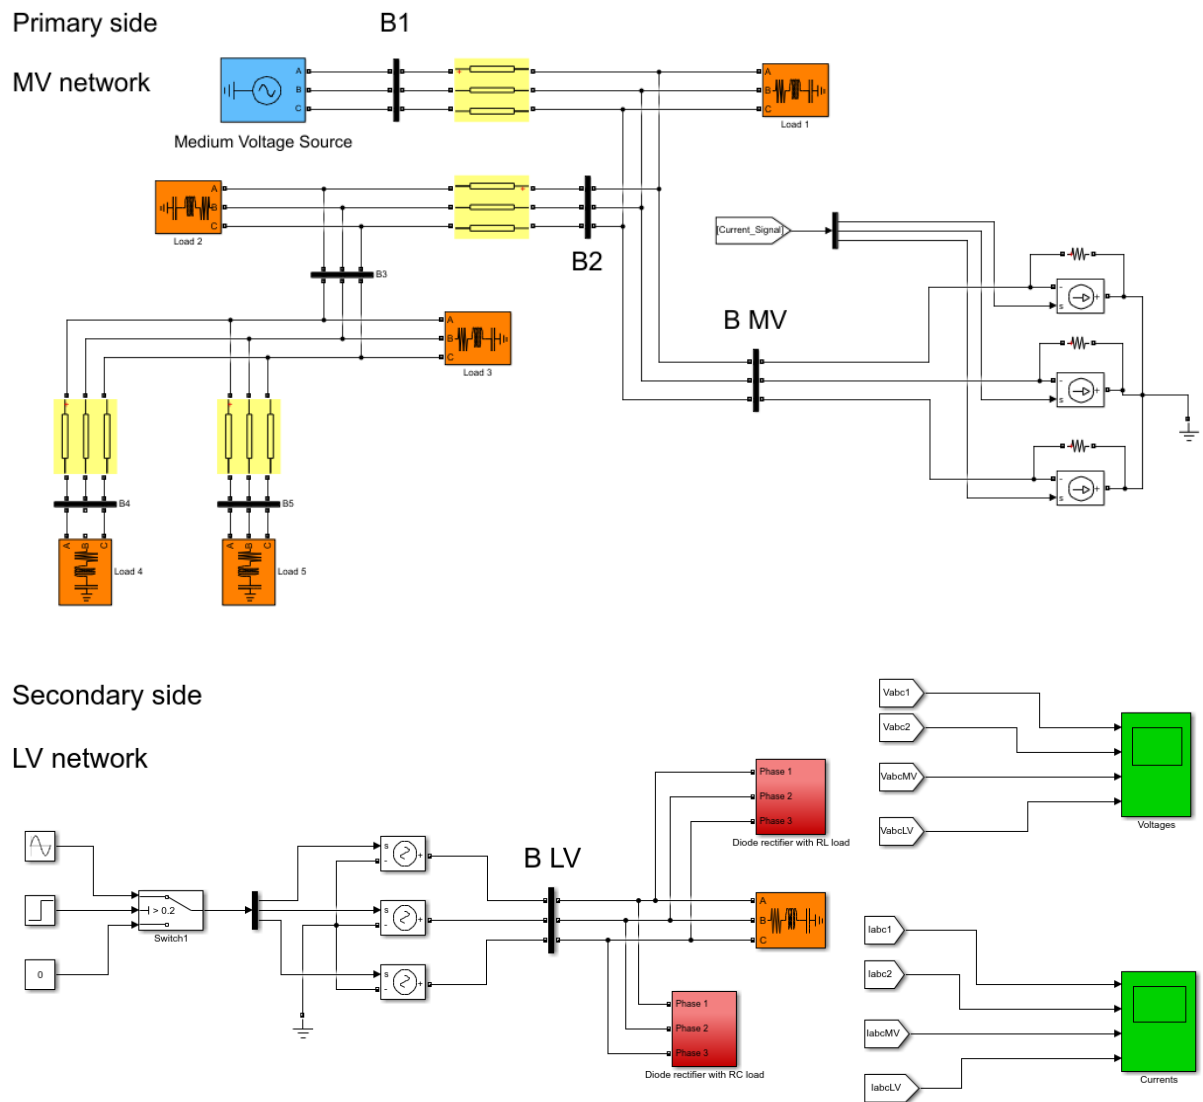 Primary side
B1
MV network
A
B
C
A
B
C
Load 1
Medium Voltage Source
A
B
C
Load 2
B2
[Current_Signal]
B3
-
s
+
B MV
A
B
C
Load 3
-
s
+
-
s
+
B4
B5
A
B
C
Load 4
A
B
C
Load 5
Secondary side
LV network
Vabc1
Vabc2
VabcMV
VabcLV
Voltages
Phase 1
Phase 2
Phase 3
Diode rectifier with RL load
B LV
> 0.2
Switch1
0
s
-
+
s
-
+
s
-
+
A
B
C
Iabc1
Iabc2
IabcMV
IabcLV
Currents
Phase 1
Phase 2
Phase 3
Diode rectifier with RC load